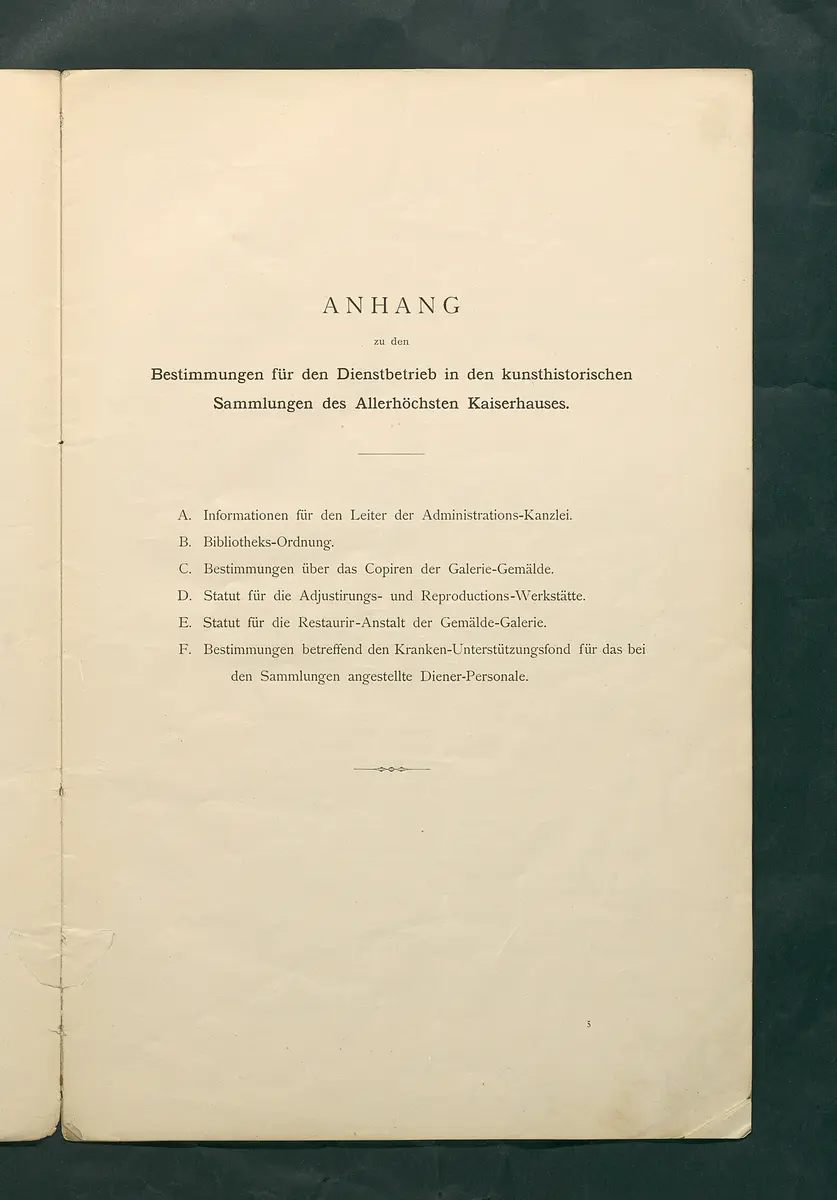 ANHANG
zu den
Bestimmungen für den Dienstbetrieb in den kunsthistorischen
Sammlungen des Allerhöchsten Kaiserhauses.
A. Informationen für den Leiter der Administrations-Kanzlei.
B. Bibliotheks-Ordnung.
C. Bestimmungen über das Copiren der Galerie-Gemälde.
D. Statut für die Adjustirungs- und Reproductions-Werkstätte.
E. Statut für die Restaurir-Anstalt der Gemälde-Galerie.
F. Bestimmungen betreffend den Kranken-Unterstützungsfond für das bei
den Sammlungen angestellte Diener-Personale.
5